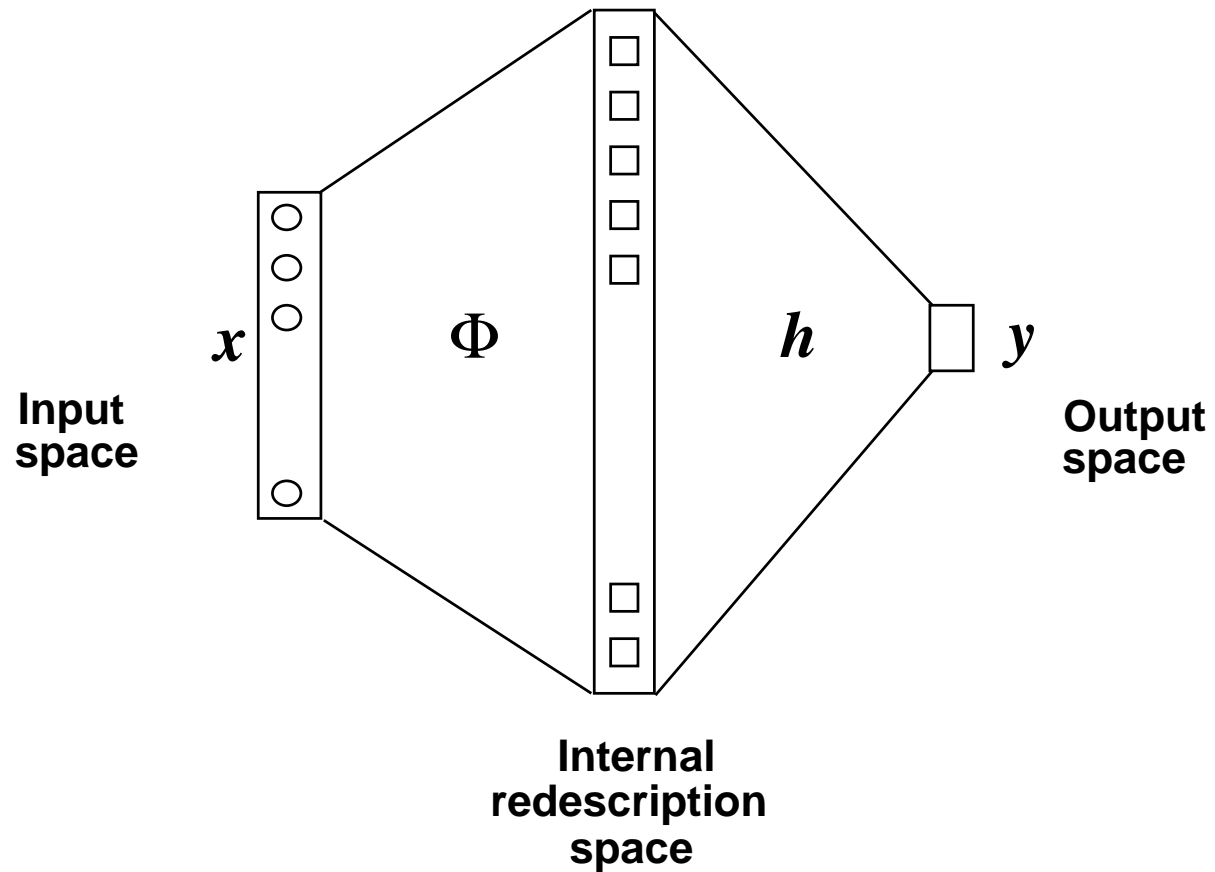 x
Φ
h
y
Input
space
Output
space
Internal
redescription
space